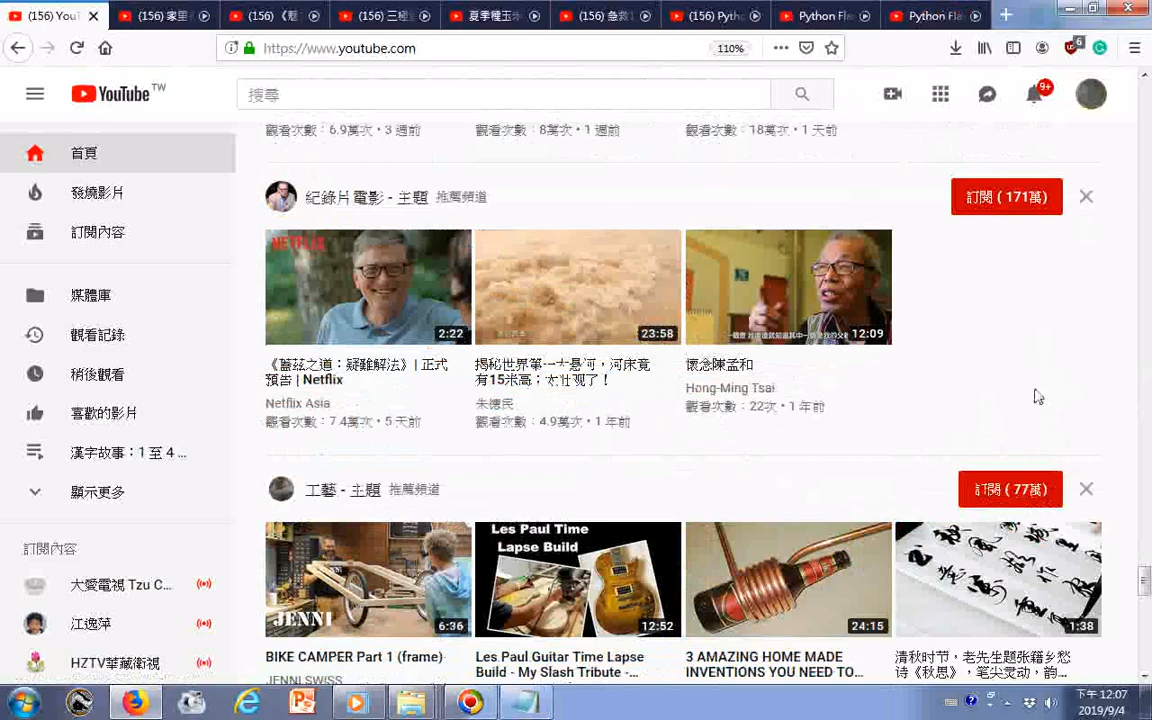 (156) You
(156) 家里
(156) 《
(156) 三極
夏季種玉
(156) 急救
(156) Pyth
Python Fla
Python Fla
https://www.youtube.com
110%
6
YouTube TW
搜尋
9+
觀看次數：6.9萬次・3 週前
觀看次數：8萬次・1 週前
觀看次數：18萬次・1 天前
首頁
發燒影片
訂閱內容
媒體庫
觀看記錄
稍後觀看
喜歡的影片
漢字故事：1 至 4 ...
顯示更多
訂閱內容
大愛電視 Tzu C...
江逸萍
HZTV華藏衛視
紀錄片電影 - 主題 推薦頻道
訂閱 ( 171萬)
NETFLIX
2:22
23:58
12:09
《蓋茲之道：疑難解法》| 正式
預告 | Netflix
Netflix Asia
觀看次數：7.4萬次・5 天前
揭秘世界第一大悬河，河床竟
有15米高；太壮观了！
朱德民
觀看次數：4.9萬次・1 年前
懷念陳孟和
Hong-Ming Tsai
觀看次數：22次・1 年前
工藝 - 主題 推薦頻道
訂閱 ( 77萬)
JENNI
6:36
Les Paul Time
Lapse Build
12:52
24:15
1:38
BIKE CAMPER Part 1 (frame)
JENNI SWISS
Les Paul Guitar Time Lapse
Build - My Slash Tribute -...
3 AMAZING HOME MADE
INVENTIONS YOU NEED TO...
清秋时节，老先生题张籍乡愁
诗《秋思》，笔尖灵动，韵...
下午 12:07
2019/9/4